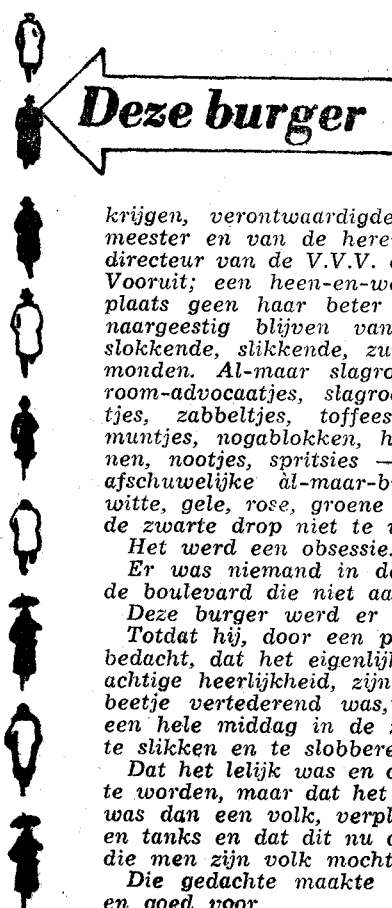 Deze burger
krijgen, verontwaardigde
meester en van de here
directeur van de V.V.V.
Vooruit; een heen-en-we
plaats geen haar beter
naargeestig blijven van
slokkende, slikkende, zu
monden. Al-maar slagro
room-advocaatjes, slagro
tjes, zabbeltjes, toffees
muntjes, nogablokken, h
nen, nootjes, spritsies —
afschuwelijke àl-maar-b
witte, gele, rose, groene
de zwarte drop niet te
Het werd een obsessie.
Er was niemand in de
de boulevard die niet aa
Deze burger werd er
Totdat hij, door een p
bedacht, dat het eigenlijk
achtige heerlijkheid, zijn
beetje vertederend was,
een hele middag in de
te slikken en te slobbere
Dat het lelijk was en
te worden, maar dat het
was dan een volk, verpl
en tanks en dat dit nu
die men zijn volk mocht
Die gedachte maakte
en goed voor